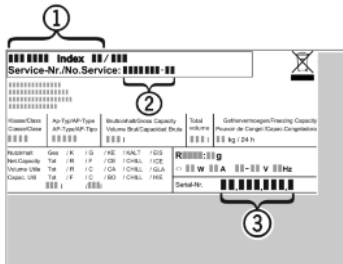 1
Index /
Service-Nr./No.Service: -
2
Klasse/Class Ap-Typ/AP-Type Bruttoinhalt/Gross Capacity Total Gefriervermoegen/Freezing Capacity
Classe/Clase AP-Type/AP-Tipo Volume Brut/Capacidad Bruta volume Pouvoir de Congel./Capac.Congelation
l l kg / 24 h
Nutzinhalt Ges / K / G / KE / KALT / EIS
Net.Capacity Tot / R / F / CE / CHILL / ICE
Volume Utile Tot / R / C / CA / CHILL / GLA
Capac. Util Tot / F / C / BO / CHILL / HIE
R : g
W A - V Hz
l / l
Serial-Nr. , , ,
3